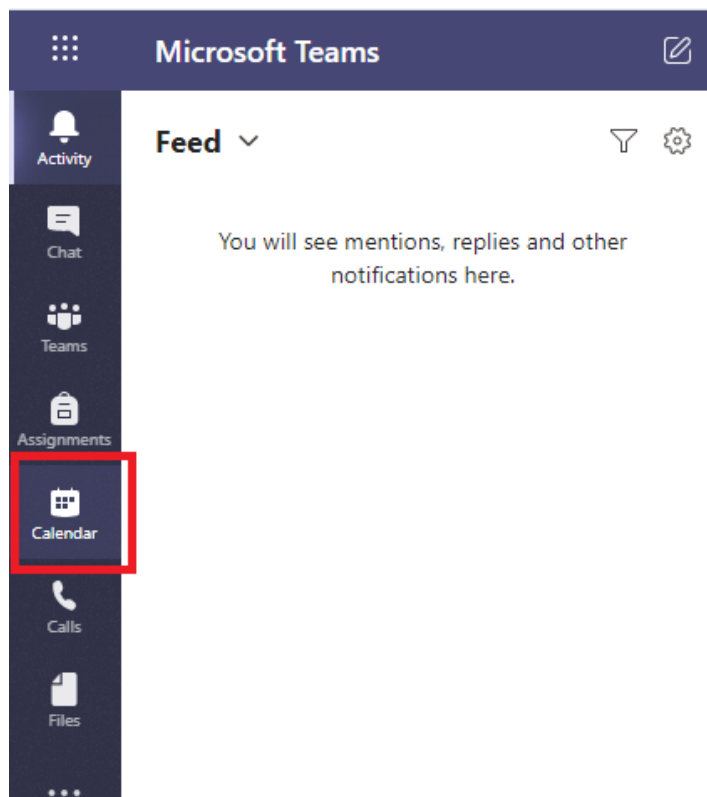 Microsoft Teams
Activity
Feed
You will see mentions, replies and other
notifications here.
Chat
Teams
Assignments
Calendar
Calls
Files